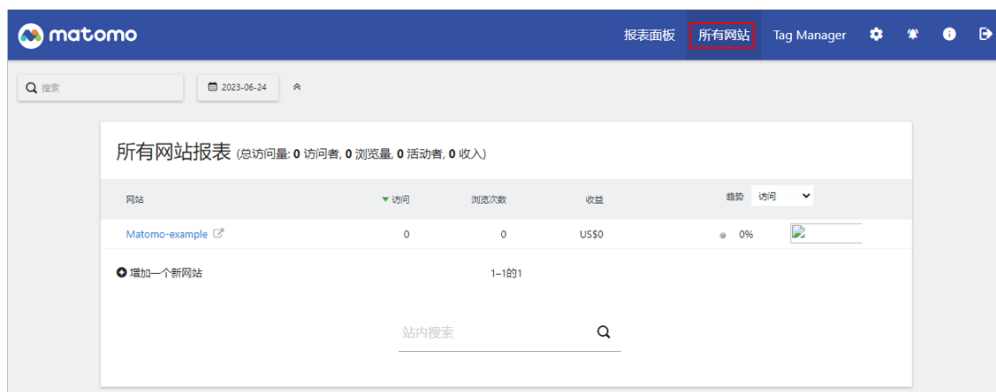 matomo 报表面板 所有网站 Tag Manager
搜索 2023-06-24
所有网站报表 (总访问量: 0 访问者, 0 浏览量, 0 活动者, 0 收入)
网站 访问 浏览次数 收益 趋势 访问
Matomo-example 0 0 US$0 0%
增加一个新网站 1–1的1
站内搜索